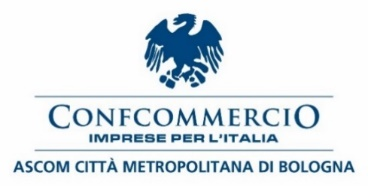 CONFCOMMERCIO
IMPRESE PER L'ITALIA
ASCOM CITTÀ METROPOLITANA DI BOLOGNA